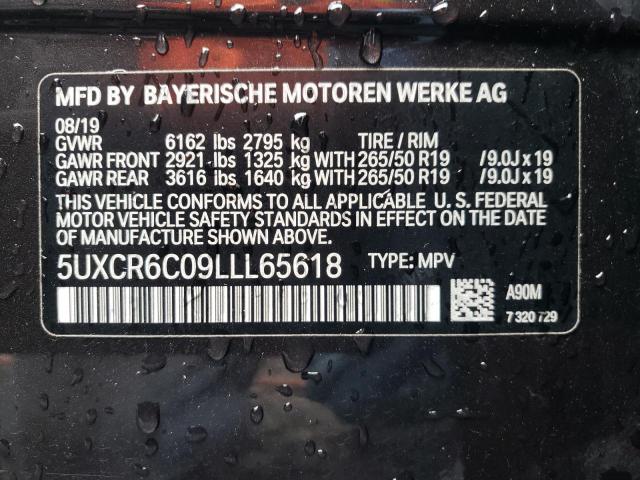 MFD BY BAYERISCHE MOTOREN WERKE AG
08/19
GVWR 6162 lbs 2795 kg TIRE / RIM
GAWR FRONT 2921 lbs 1325 kg WITH 265/50 R19 /9.0J x 19
GAWR REAR 3616 lbs 1640 kg WITH 265/50 R19 /9.0J x 19
THIS VEHICLE CONFORMS TO ALL APPLICABLE U. S. FEDERAL
MOTOR VEHICLE SAFETY STANDARDS IN EFFECT ON THE DATE
OF MANUFACTURE SHOWN ABOVE.
5UXCR6C09LLL65618 TYPE: MPV
A90M
7 320 729